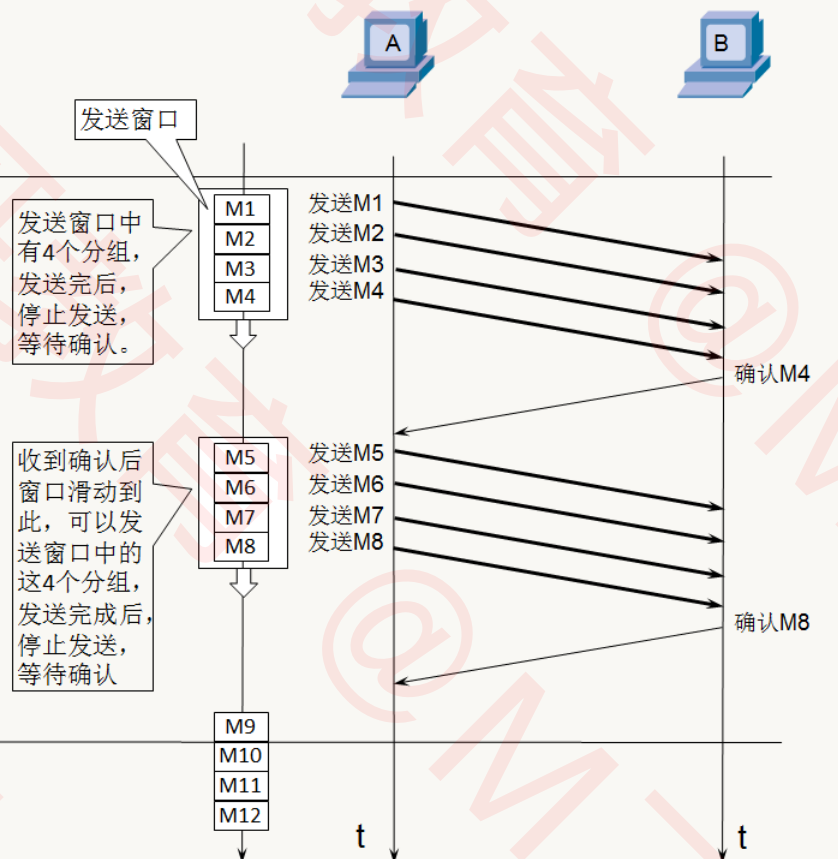 A
B
发送窗口
发送窗口中
有4个分组，
发送完后，
停止发送，
等待确认。
M1
M2
M3
M4
发送M1
发送M2
发送M3
发送M4
确认M4
收到确认后
窗口滑动到
此，可以发
送窗口中的
这4个分组，
发送完成后，
停止发送，
等待确认
M5
M6
M7
M8
发送M5
发送M6
发送M7
发送M8
确认M8
M9
M10
M11
M12
t
t